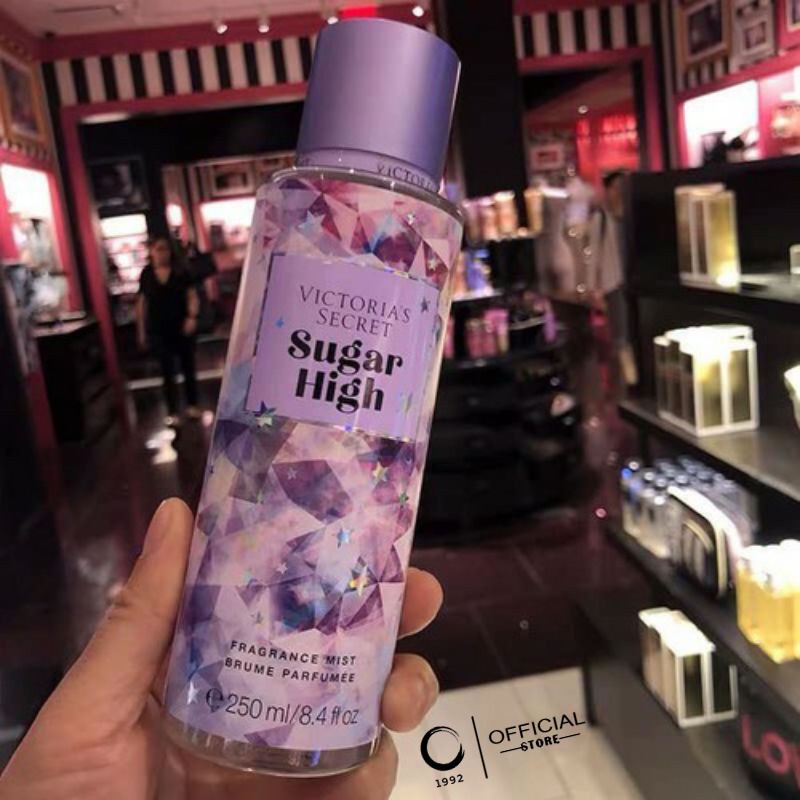 VICTORIA'S
SECRET
Sugar
High
FRAGRANCE MIST
BRUME PARFUMÉE
℮ 250 ml/8.4 fl oz
1992
OFFICIAL
STORE